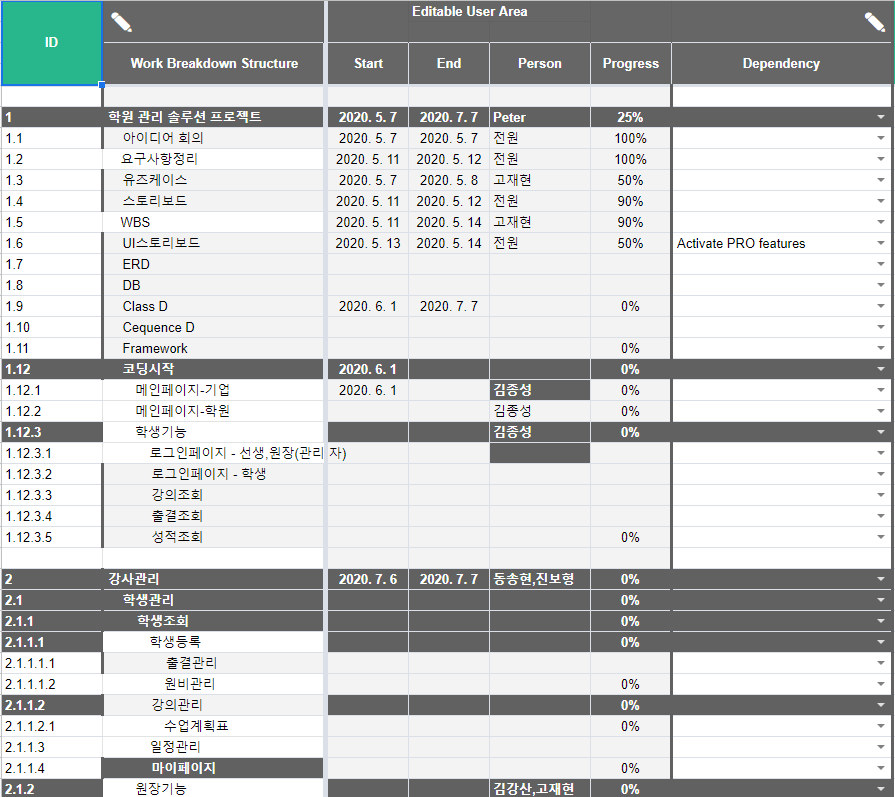 Editable User Area
ID Work Breakdown Structure Start End Person Progress Dependency
1 학원 관리 솔루션 프로젝트 2020. 5. 7 2020. 7. 7 Peter 25%
1.1 아이디어 회의 2020. 5. 7 2020. 5. 7 전원 100%
1.2 요구사항정리 2020. 5. 11 2020. 5. 12 전원 100%
1.3 유즈케이스 2020. 5. 7 2020. 5. 8 고재현 50%
1.4 스토리보드 2020. 5. 11 2020. 5. 12 전원 90%
1.5 WBS 2020. 5. 11 2020. 5. 14 고재현 90%
1.6 UI스토리보드 2020. 5. 13 2020. 5. 14 전원 50% Activate PRO features
1.7 ERD
1.8 DB
1.9 Class D 2020. 6. 1 2020. 7. 7 0%
1.10 Cequence D
1.11 Framework 0%
1.12 코딩시작 2020. 6. 1 0%
1.12.1 메인페이지-기업 2020. 6. 1 김종성 0%
1.12.2 메인페이지-학원 김종성 0%
1.12.3 학생기능 김종성 0%
1.12.3.1 로그인페이지 - 선생,원장(관리자)
1.12.3.2 로그인페이지 - 학생
1.12.3.3 강의조회
1.12.3.4 출결조회
1.12.3.5 성적조회 0%
2 강사관리 2020. 7. 6 2020. 7. 7 동송현,진보형 0%
2.1 학생관리 0%
2.1.1 학생조회 0%
2.1.1.1 학생등록 0%
2.1.1.1.1 출결관리
2.1.1.1.2 원비관리 0%
2.1.1.2 강의관리 0%
2.1.1.2.1 수업계획표 0%
2.1.1.3 일정관리
2.1.1.4 마이페이지 0%
2.1.2 원장기능 김강산,고재현 0%